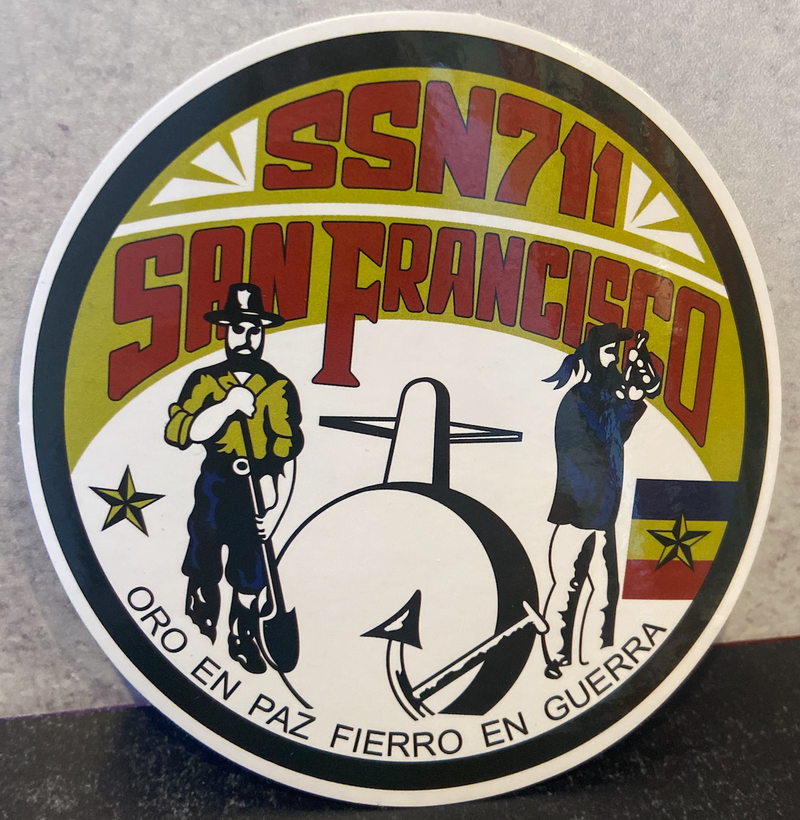 SSN711
SAN FRANCISCO
ORO EN PAZ FIERRO EN GUERRA